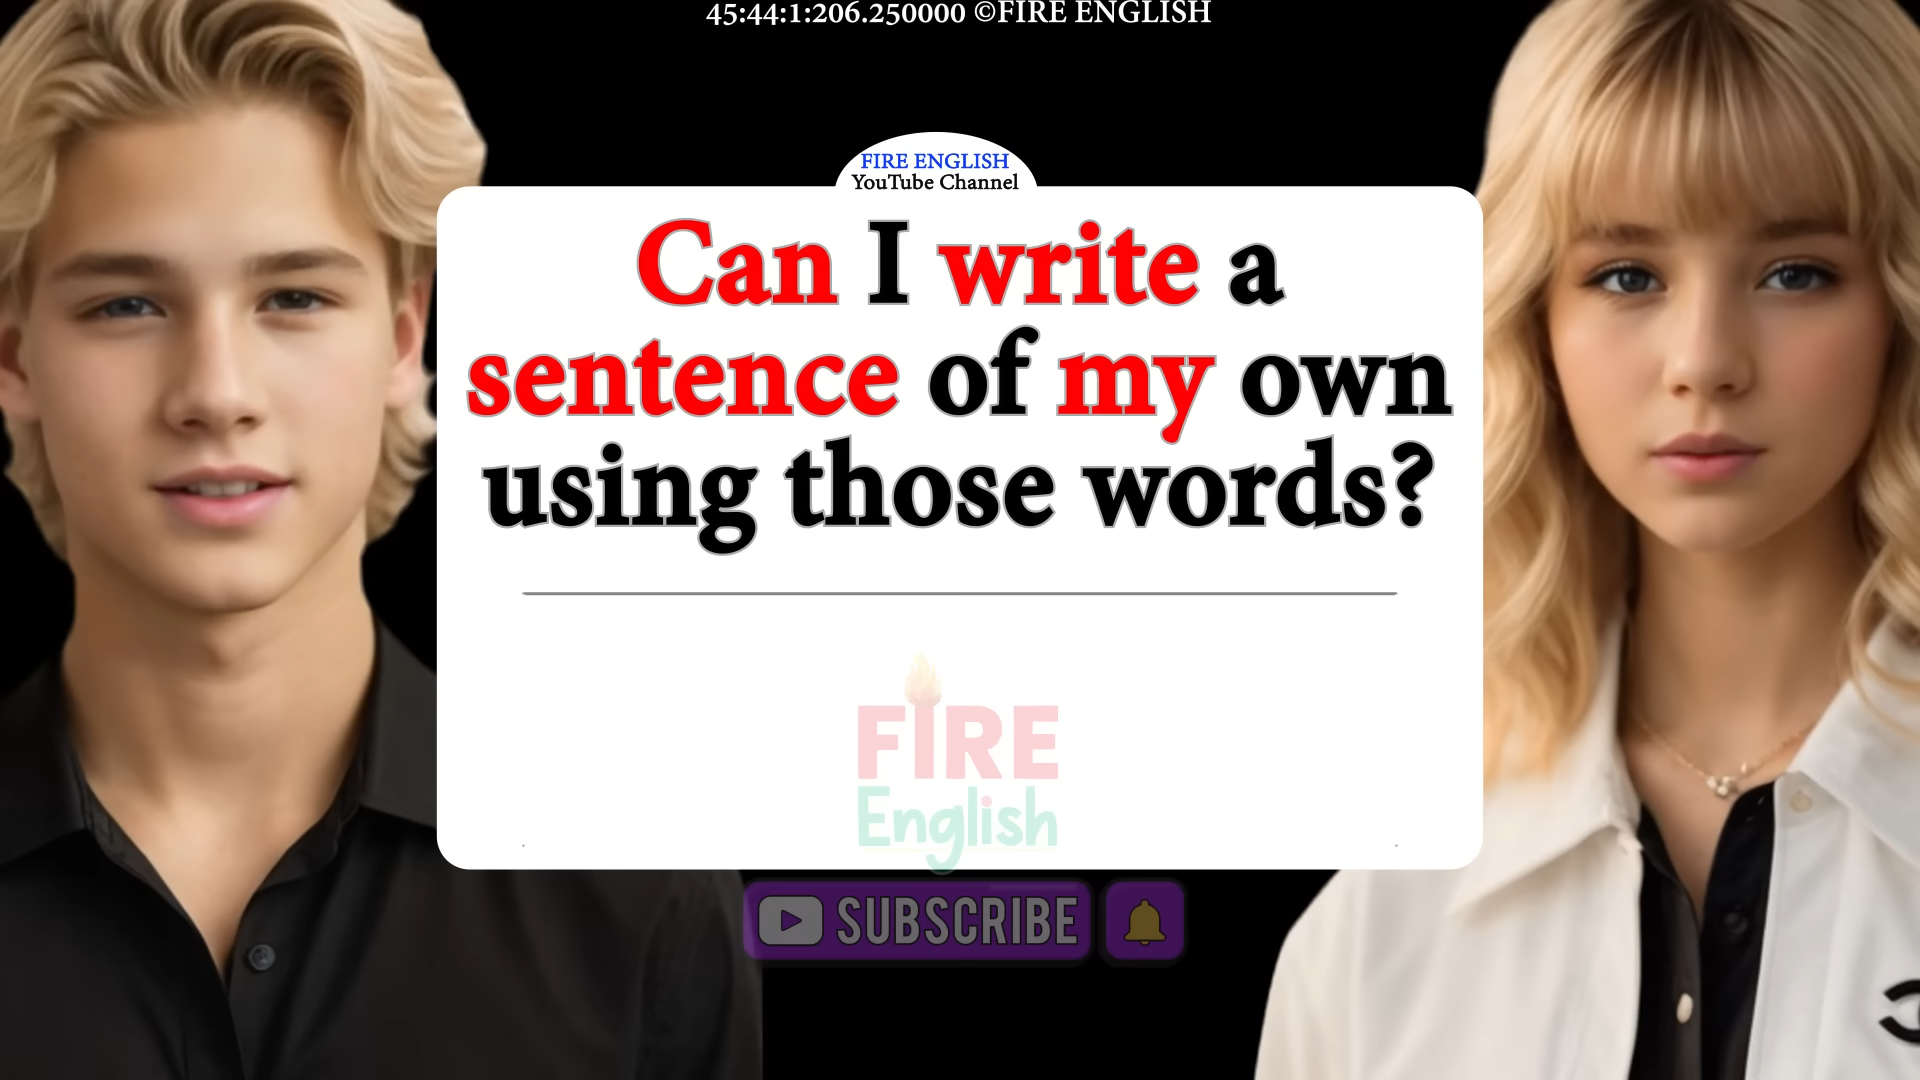 45:44:1:206.250000 ©FIRE ENGLISH
FIRE ENGLISH
YouTube Channel
Can I write a
sentence of my own
using those words?
FIRE
English
SUBSCRIBE